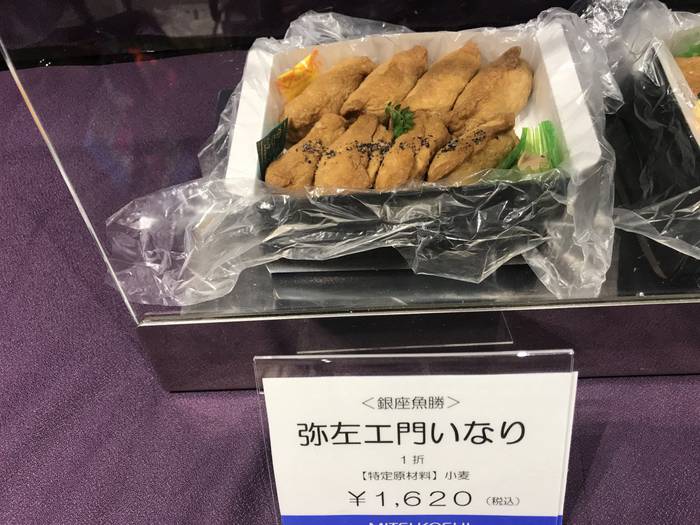 ＜銀座魚勝＞
弥左エ門いなり
1折
【特定原材料】小麦
￥1,620（税込）
MITSUKOSHI